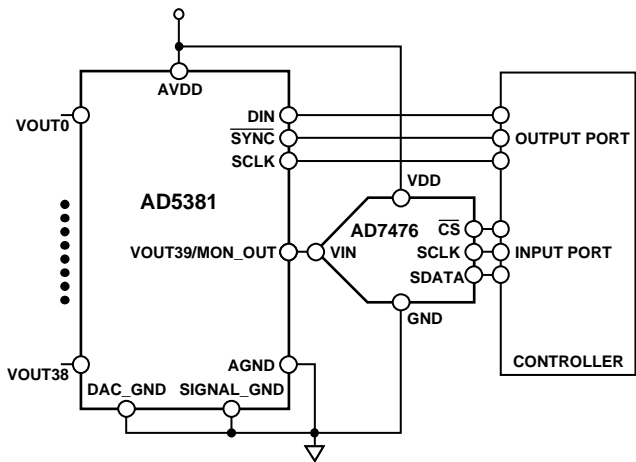 AVDD
VOUT0
DIN
SYNC
SCLK
OUTPUT PORT
VDD
AD5381
AD7476
CS
VOUT39/MON_OUT
VIN
SCLK
INPUT PORT
SDATA
GND
VOUT38
AGND
CONTROLLER
DAC_GND
SIGNAL_GND